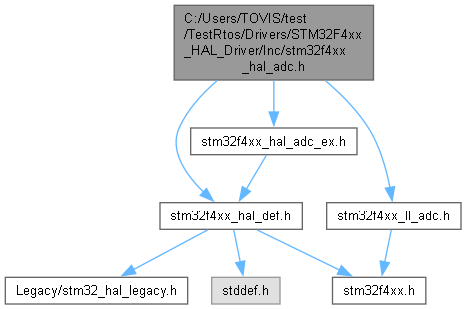 C:/Users/TOVIS/test
/TestRtos/Drivers/STM32F4xx
_HAL_Driver/Inc/stm32f4xx
_hal_adc.h
stm32f4xx_hal_adc_ex.h
stm32f4xx_hal_def.h
stm32f4xx_ll_adc.h
Legacy/stm32_hal_legacy.h
stddef.h
stm32f4xx.h